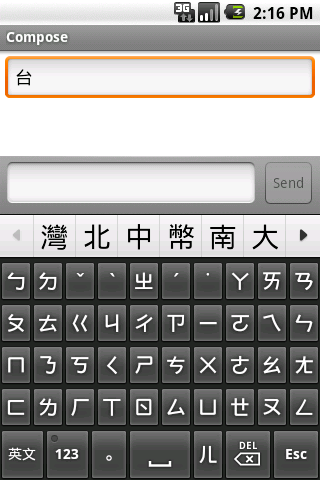 3G 2:16 PM
Compose
台
Send
灣 北 中 幣 南 大
ㄅ ㄉ ˇ ˋ ㄓ ˊ ˙ ㄚ ㄞ ㄢ
ㄆ ㄊ ㄍ ㄐ ㄔ ㄗ ㄧ ㄛ ㄟ ㄣ
ㄇ ㄋ ㄎ ㄑ ㄕ ㄘ ㄨ ㄜ ㄠ ㄤ
ㄈ ㄌ ㄏ ㄒ ㄖ ㄙ ㄩ ㄝ ㄡ ㄥ
英文 123 。 ㄦ DEL Esc